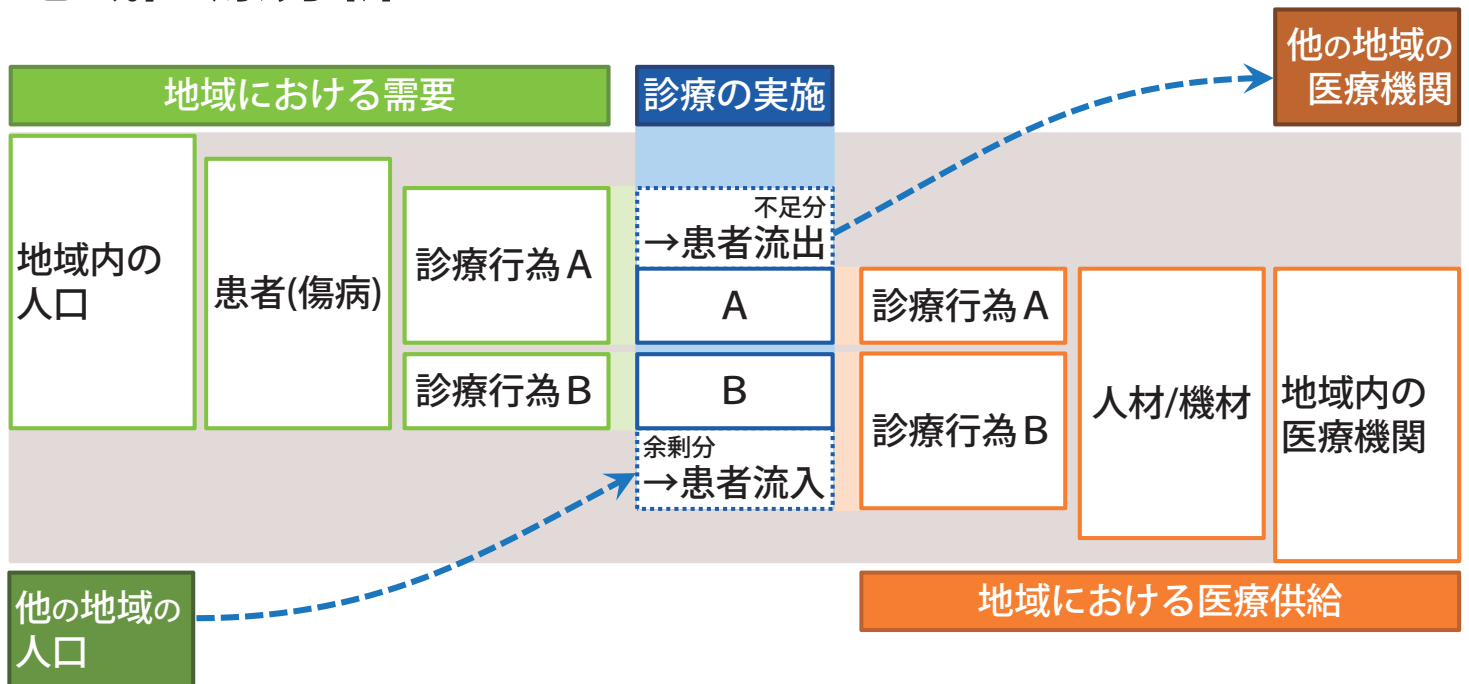 他の地域の
医療機関
地域における需要
診療の実施
地域内の
人口
患者(傷病)
診療行為A
診療行為B
不足分
→患者流出
A
B
余剰分
→患者流入
診療行為A
診療行為B
人材/機材
地域内の
医療機関
他の地域の
人口
地域における医療供給